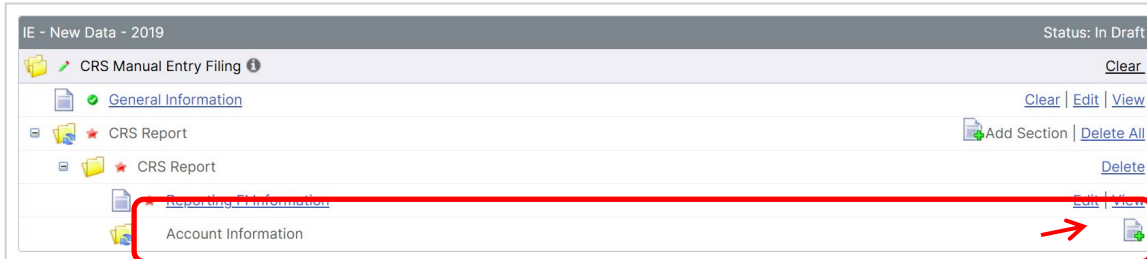 IE - New Data - 2019 Status: In Draft
CRS Manual Entry Filing Clear
General Information Clear | Edit | View
CRS Report Add Section | Delete All
CRS Report Delete
Reporting FI Information Edit | View
Account Information